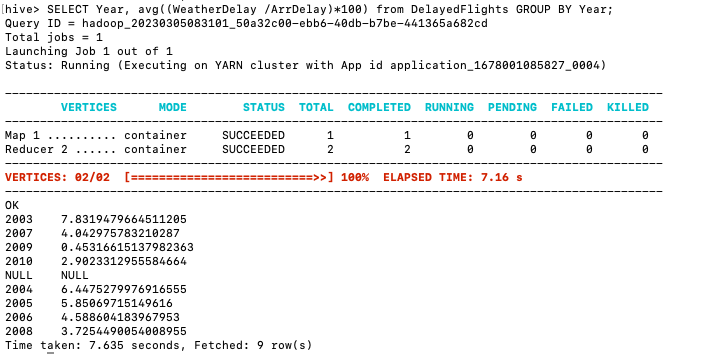 hive> SELECT Year, avg((WeatherDelay /ArrDelay)*100) from DelayedFlights GROUP BY Year;
Query ID = hadoop_20230305083101_50a32c00-ebb6-40db-b7be-441365a682cd
Total jobs = 1
Launching Job 1 out of 1
Status: Running (Executing on YARN cluster with App id application_1678001085827_0004)
VERTICES MODE STATUS TOTAL COMPLETED RUNNING PENDING FAILED KILLED
Map 1 .......... container SUCCEEDED 1 1 0 0 0 0
Reducer 2 ...... container SUCCEEDED 2 2 0 0 0 0
VERTICES: 02/02 [==========================>>] 100% ELAPSED TIME: 7.16 s
OK
2003 7.8319479664511205
2007 4.042975783210287
2009 0.45316615137982363
2010 2.9023312955584664
NULL NULL
2004 6.4475279976916555
2005 5.85069715149616
2006 4.588604183967953
2008 3.7254490054008955
Time taken: 7.635 seconds, Fetched: 9 row(s)